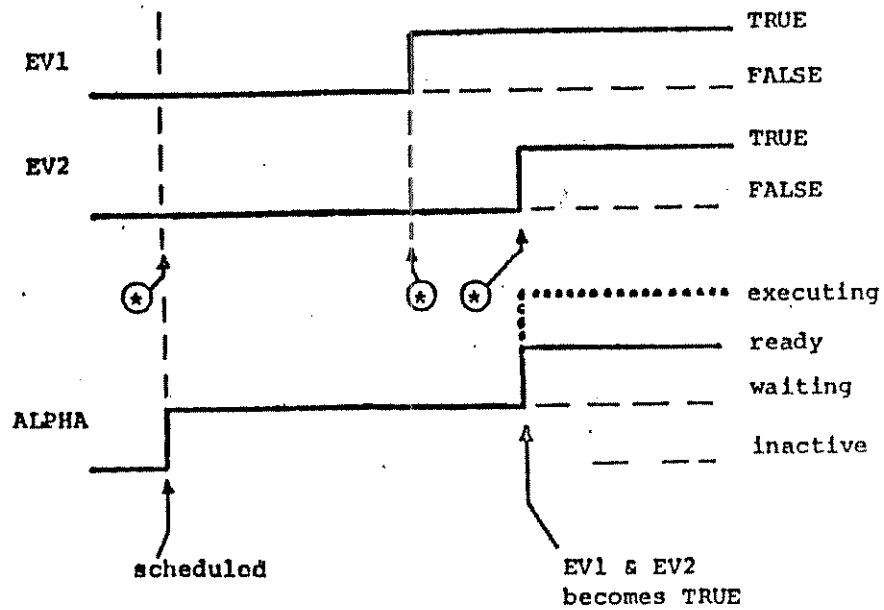 TRUE
EV1
FALSE
TRUE
EV2
FALSE
* * *
executing
ready
waiting
ALPHA
inactive
scheduled
EV1 & EV2
becomes TRUE